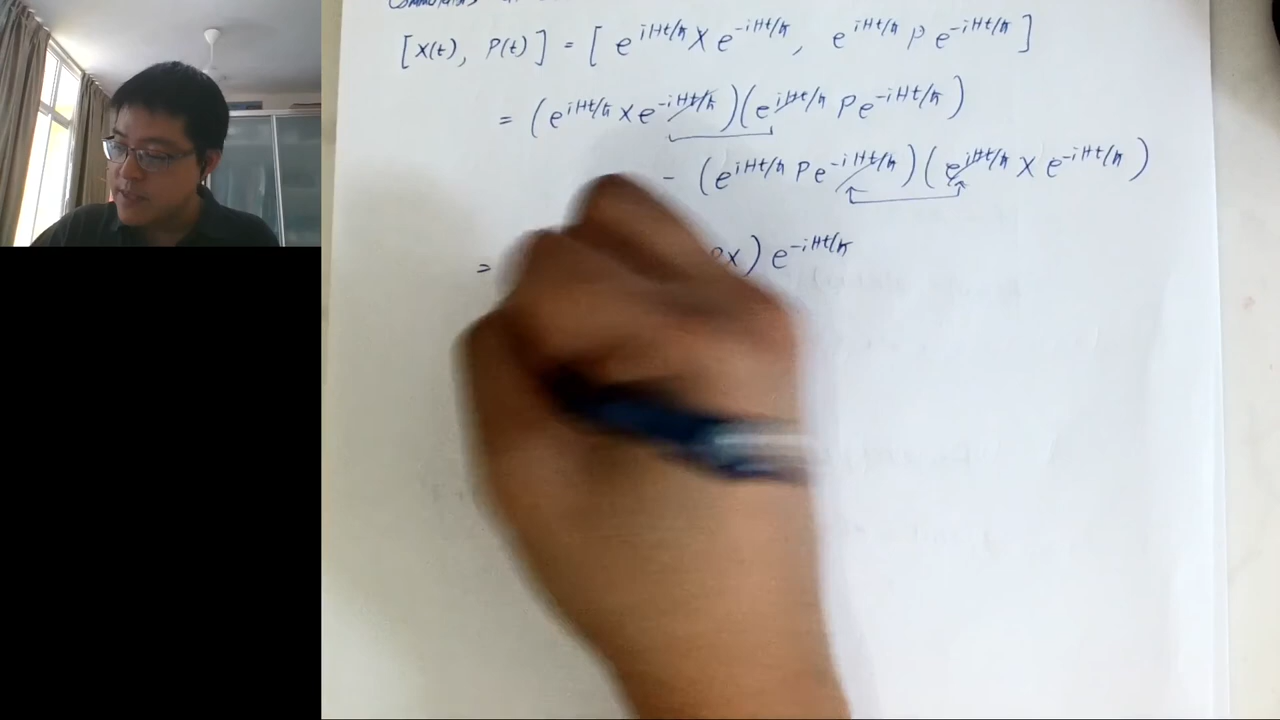 [X(t), P(t)] = [e^{iHt/ħ} X e^{-iHt/ħ}, e^{iHt/ħ} P e^{-iHt/ħ}]
= (e^{iHt/ħ} X e^{-iHt/ħ})(e^{iHt/ħ} P e^{-iHt/ħ})
- (e^{iHt/ħ} P e^{-iHt/ħ})(e^{iHt/ħ} X e^{-iHt/ħ})
= PX) e^{-iHt/ħ}